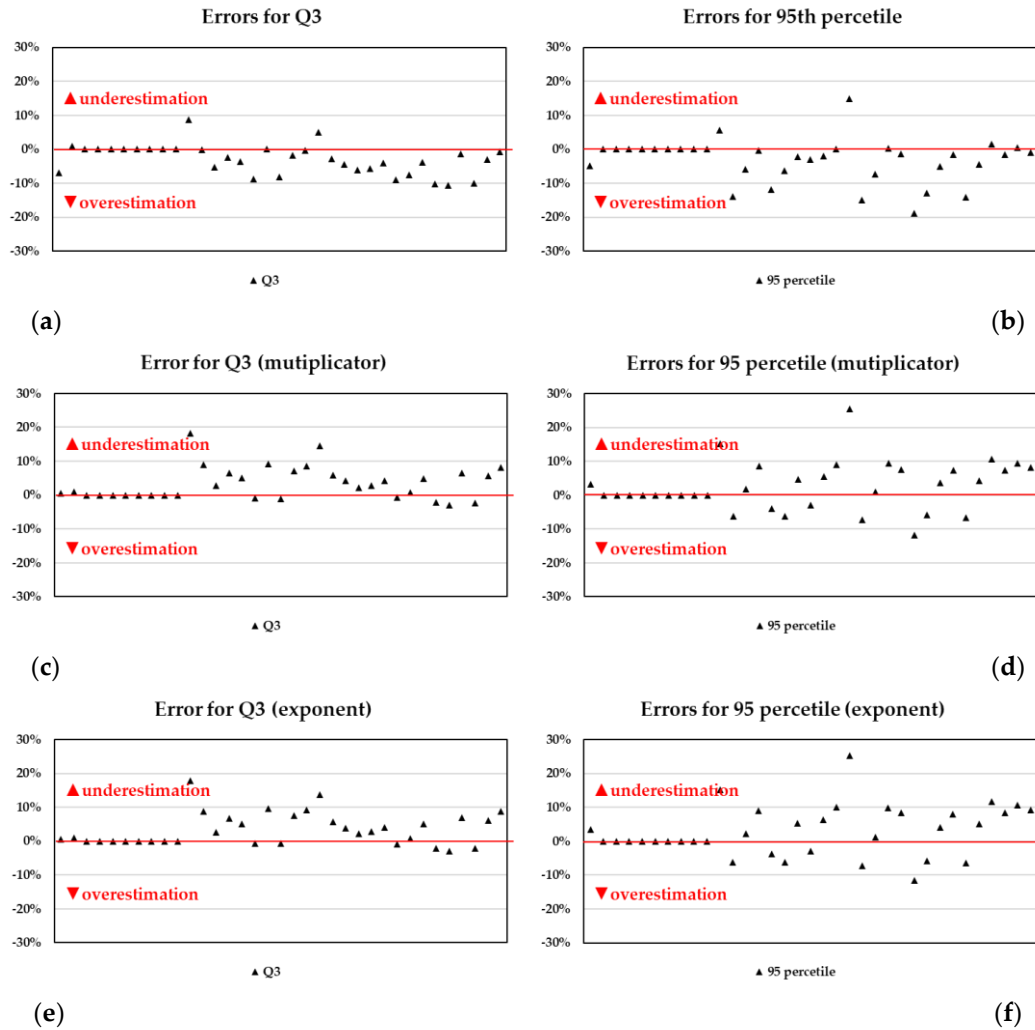 Errors for Q3
30%
20%
▲ underestimation
10%
0%
-10%
▼ overestimation
-20%
-30%
▲ Q3
(a)
Errors for 95th percetile
30%
20%
▲ underestimation
10%
0%
-10%
▼ overestimation
-20%
-30%
▲ 95 percetile
(b)
Error for Q3 (mutiplicator)
30%
20%
▲ underestimation
10%
0%
-10%
▼ overestimation
-20%
-30%
▲ Q3
(c)
Errors for 95 percetile (mutiplicator)
30%
20%
▲ underestimation
10%
0%
-10%
▼ overestimation
-20%
-30%
▲ 95 percetile
(d)
Error for Q3 (exponent)
30%
20%
▲ underestimation
10%
0%
-10%
▼ overestimation
-20%
-30%
▲ Q3
(e)
Errors for 95 percetile (exponent)
30%
20%
▲ underestimation
10%
0%
-10%
▼ overestimation
-20%
-30%
▲ 95 percetile
(f)